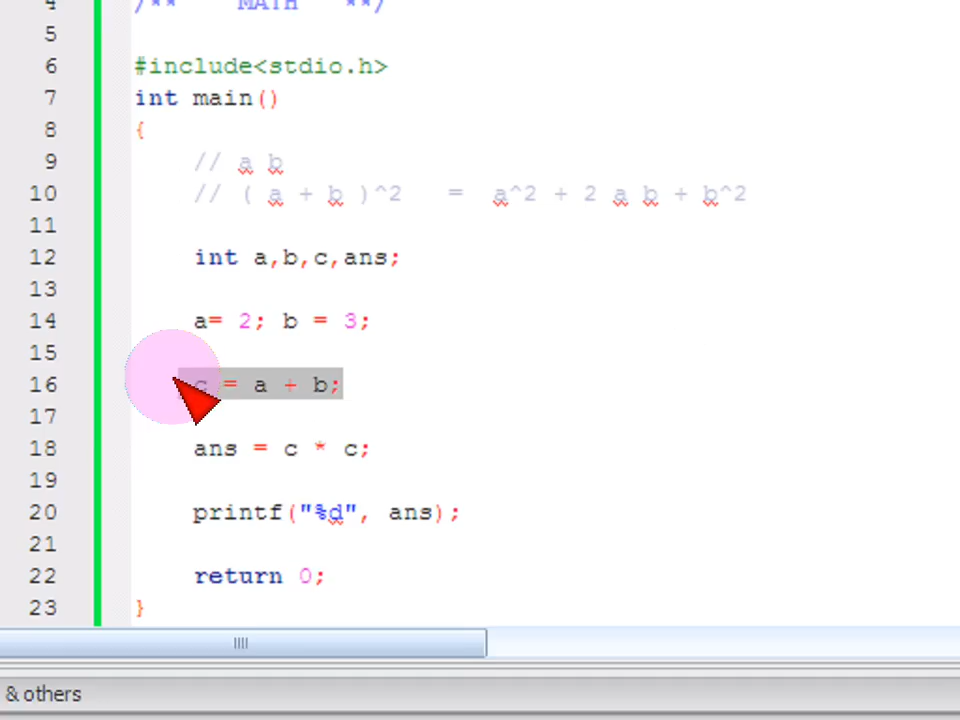 4 /** MATH **/
5
6 #include<stdio.h>
7 int main()
8 {
9 // a b
10 // ( a + b )^2 = a^2 + 2 a b + b^2
11
12 int a,b,c,ans;
13
14 a= 2; b = 3;
15
16 c = a + b;
17
18 ans = c * c;
19
20 printf("%d", ans);
21
22 return 0;
23 }
& others